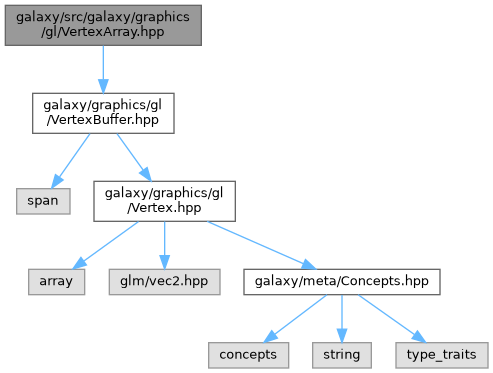 galaxy/src/galaxy/graphics
/gl/VertexArray.hpp
galaxy/graphics/gl
/VertexBuffer.hpp
span
galaxy/graphics/gl
/Vertex.hpp
array
glm/vec2.hpp
galaxy/meta/Concepts.hpp
concepts
string
type_traits